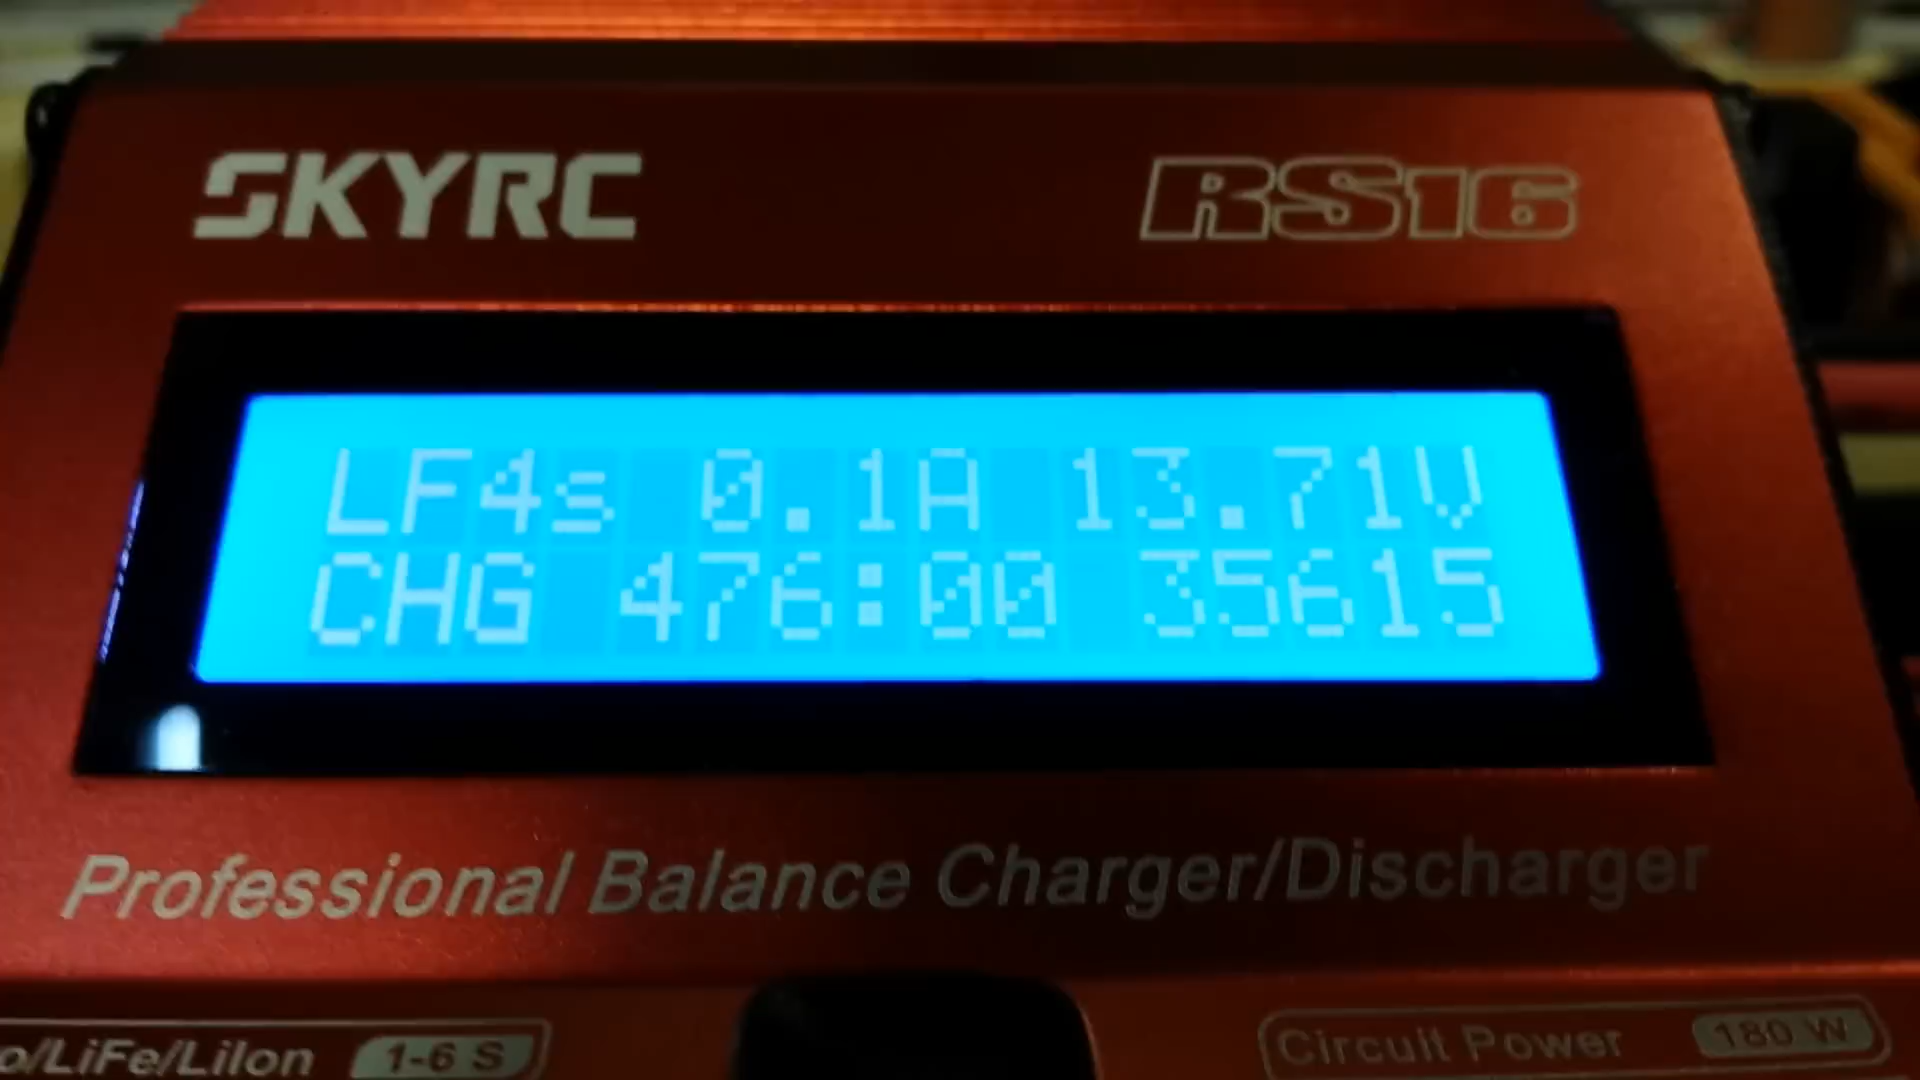 SKYRC RS16
LF4s 0.1A 13.71V
CHG 476:00 35615
Professional Balance Charger/Discharger
o/LiFe/LiIon 1-6 S Circuit Power 180 W